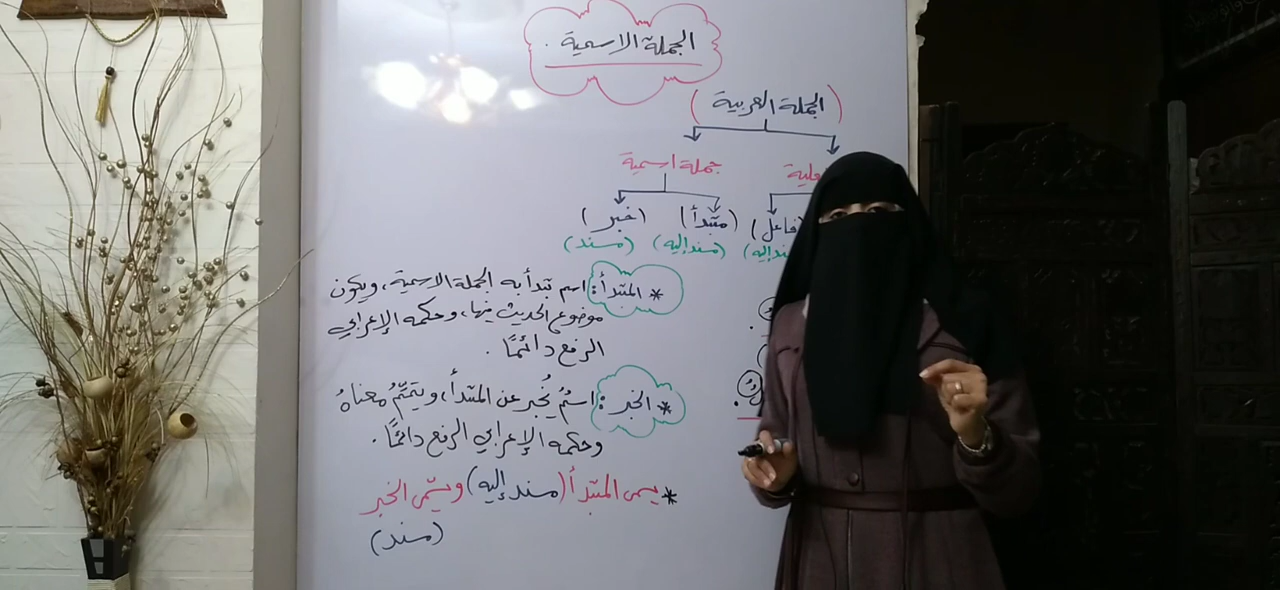 الجملة الاسمية .
( الجملة العربية )
جملة اسمية
فاعل ) ( مبتدأ ) ( خبر )
( مسند إليه ) ( مسند )
* المبتدأ : اسم تبدأ به الجملة الاسمية ، ويكون
موضوع الحديث فيها ، وحكمه الإعرابي
الرفع دائمًا .
* الخبر : اسمٌ يُخبر عن المبتدأ ، ويتمّمُ معناهُ
وحكمه الإعرابي الرفع دائمًا .
* يسمى المبتدأ ( مسند إليه ) ويسمّى الخبر
( مسند )